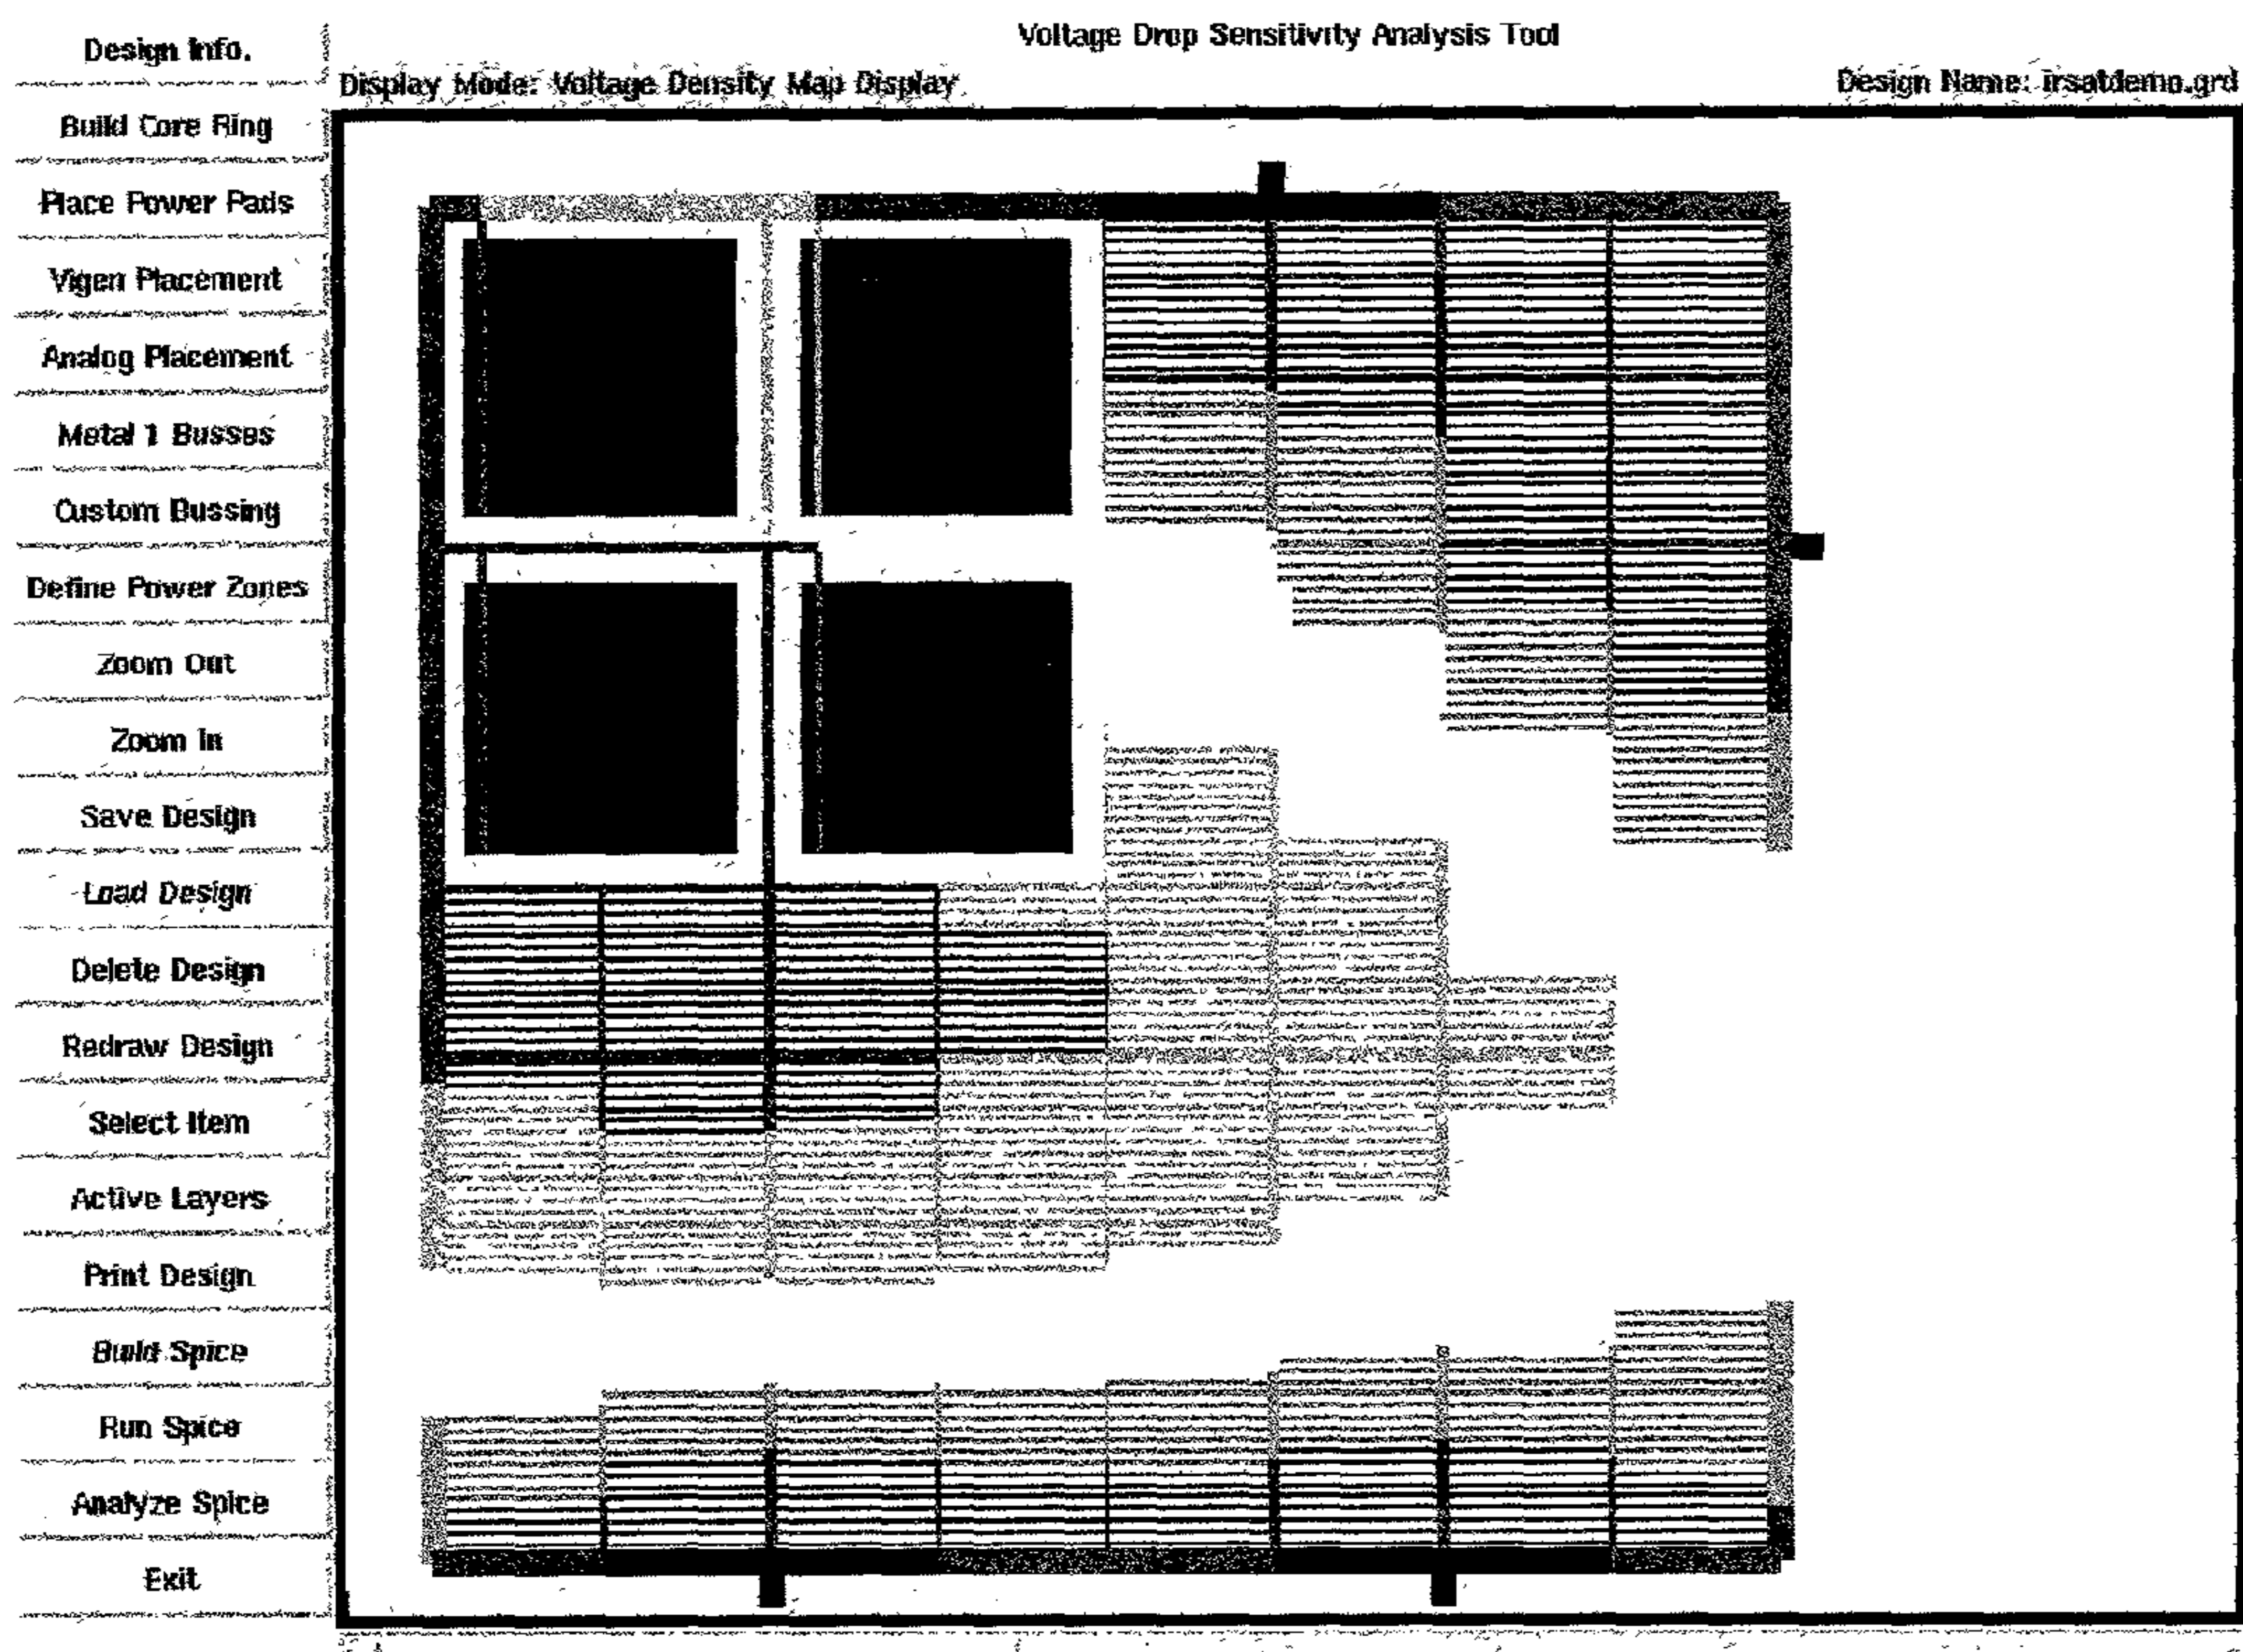 Voltage Drop Sensitivity Analysis Tool
Display Mode: Voltage Density Map Display
Design Name: irsatdemo.grd
Design Info.
Build Core Ring
Place Power Pads
Vigen Placement
Analog Placement
Metal 1 Busses
Custom Bussing
Define Power Zones
Zoom Out
Zoom In
Save Design
Load Design
Delete Design
Redraw Design
Select Item
Active Layers
Print Design
Build Spice
Run Spice
Analyze Spice
Exit